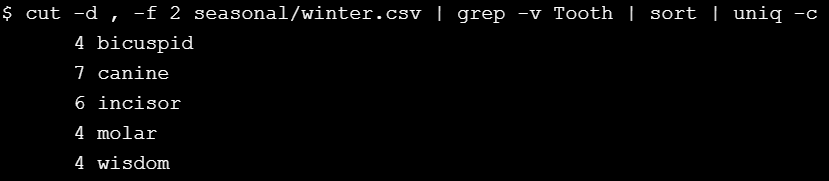 $ cut -d , -f 2 seasonal/winter.csv | grep -v Tooth | sort | uniq -c
4 bicuspid
7 canine
6 incisor
4 molar
4 wisdom